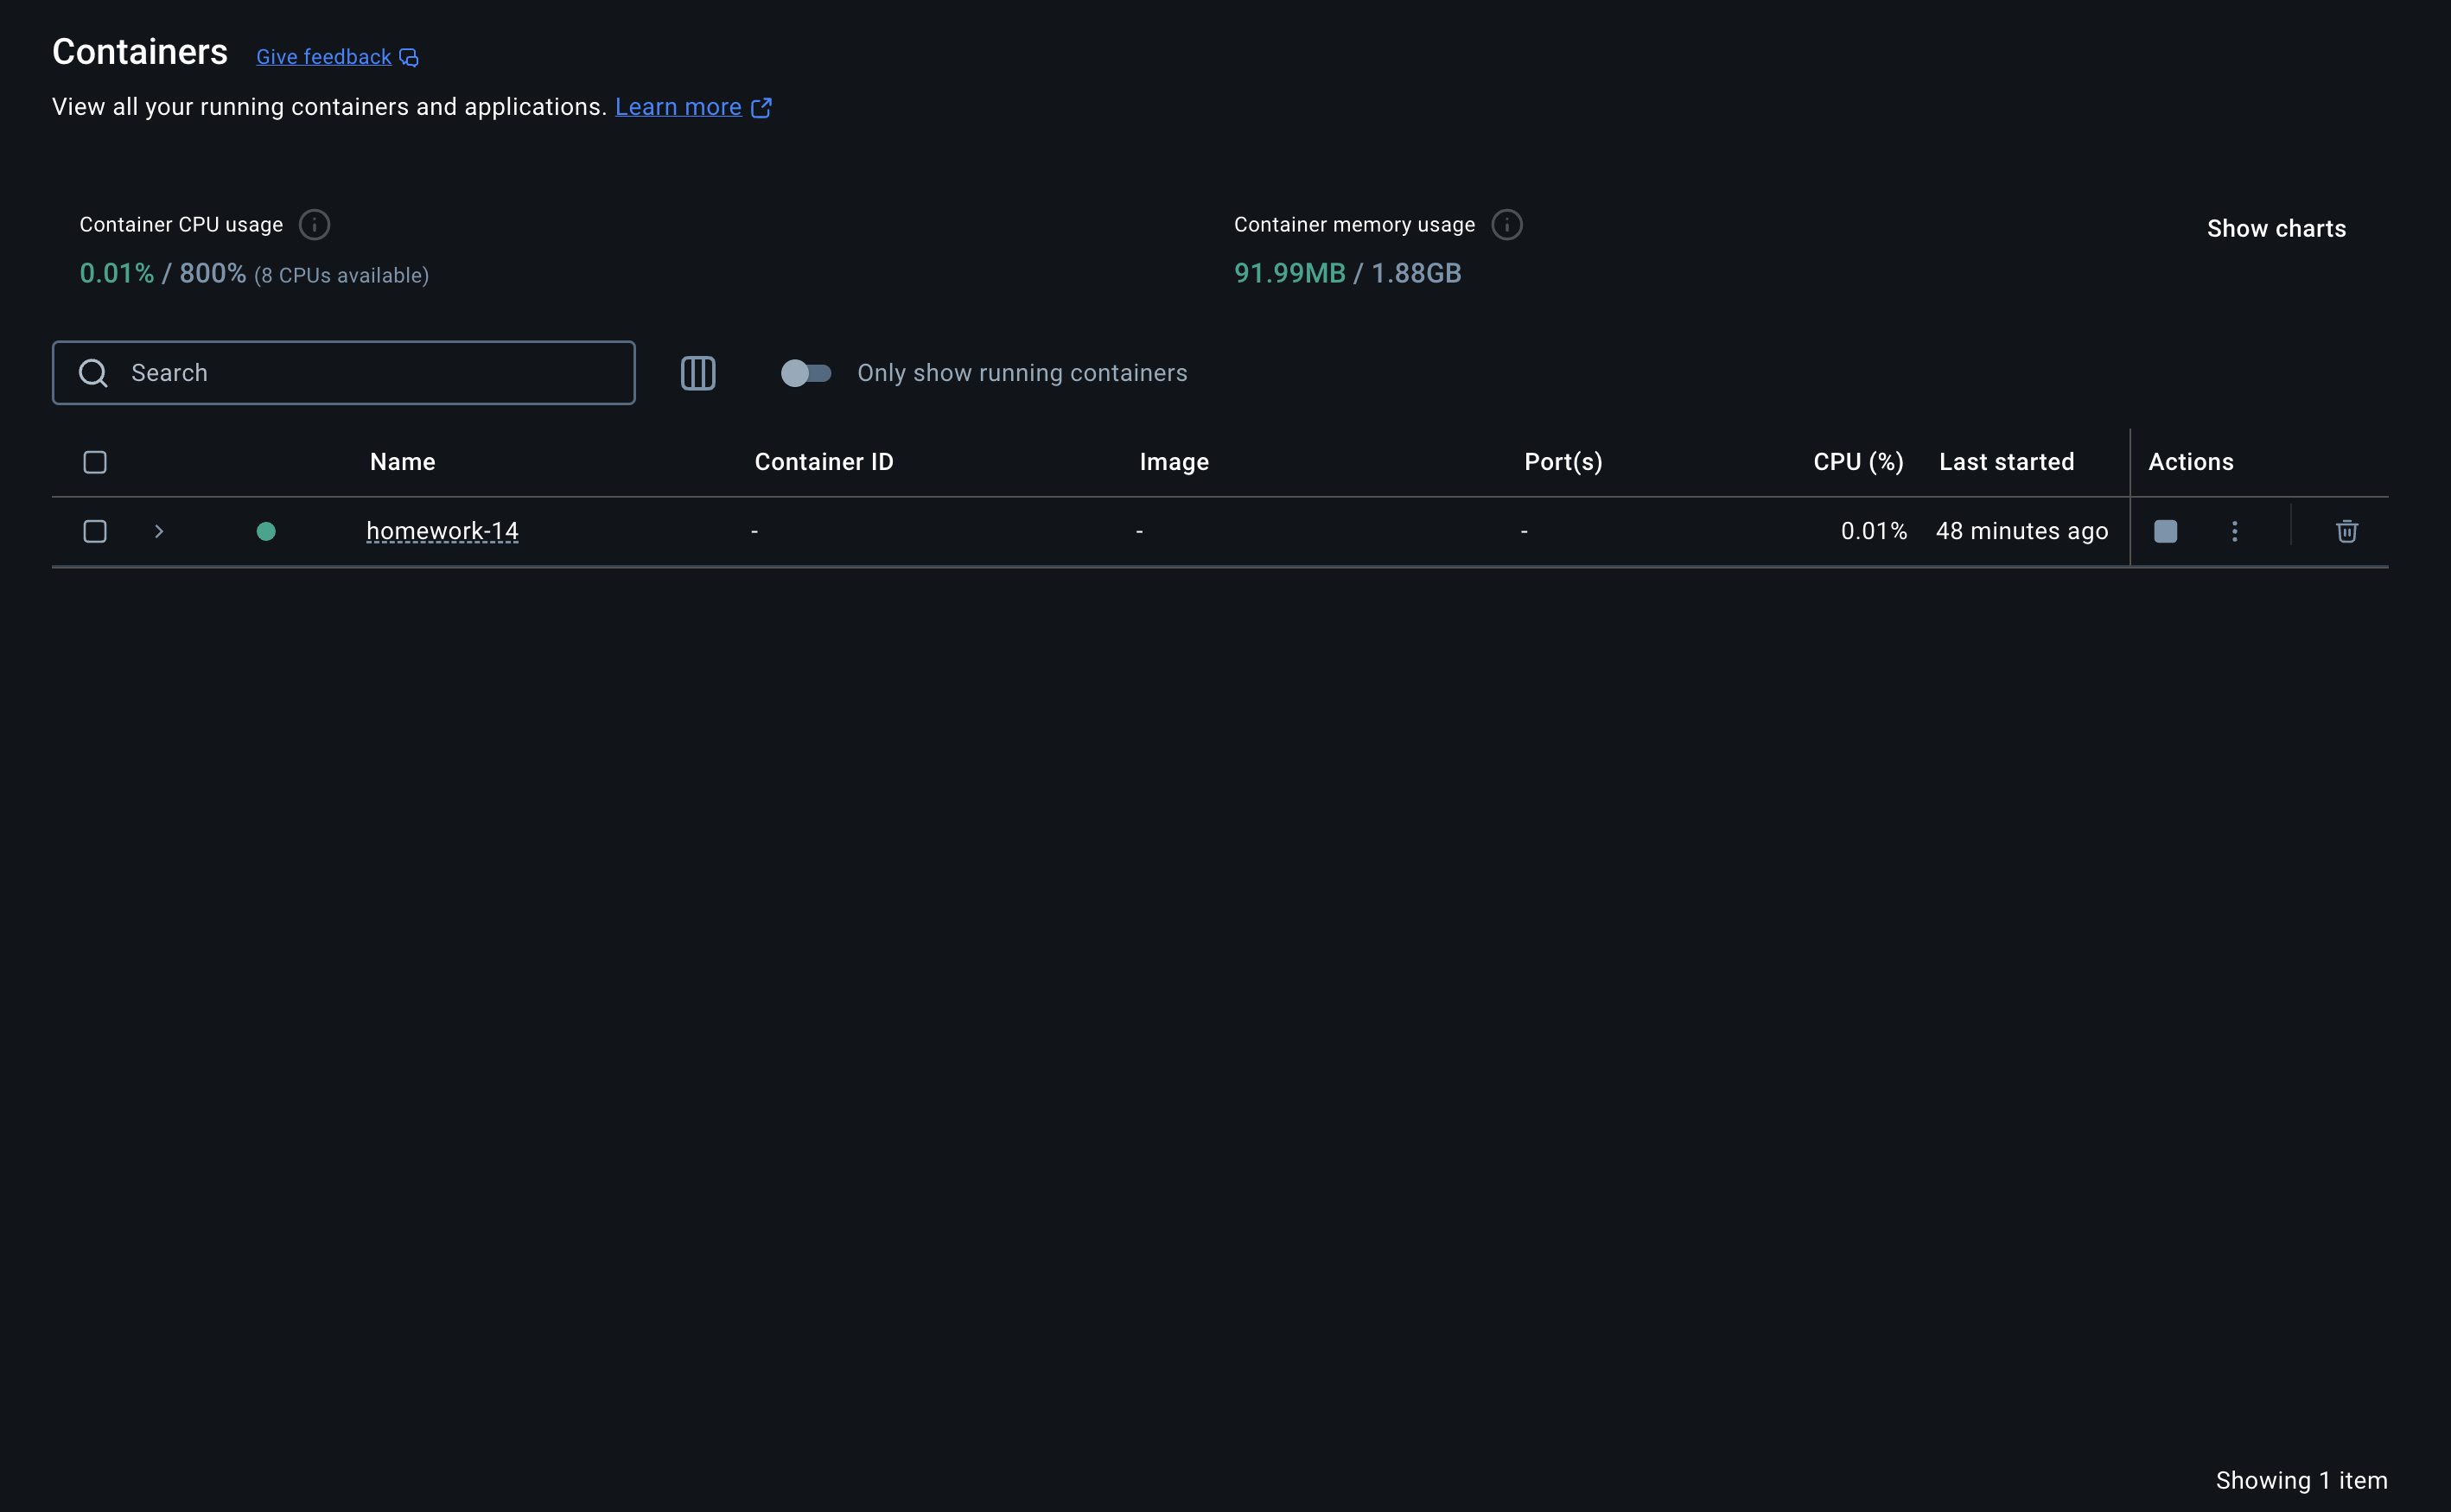 Containers Give feedback
View all your running containers and applications. Learn more
Container CPU usage
0.01% / 800% (8 CPUs available)
Container memory usage
91.99MB / 1.88GB
Show charts
Search
Only show running containers
Name Container ID Image Port(s) CPU (%) Last started Actions
homework-14 - - - 0.01% 48 minutes ago
Showing 1 item